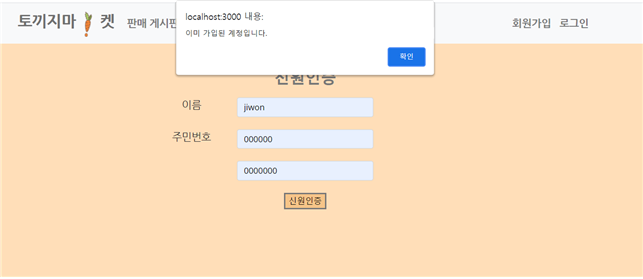 localhost:3000 내용:
이미 가입된 계정입니다.
확인
토끼지마 켓 판매 게시판 회원가입 로그인
신원인증
이름 jiwon
주민번호 000000
0000000
신원인증